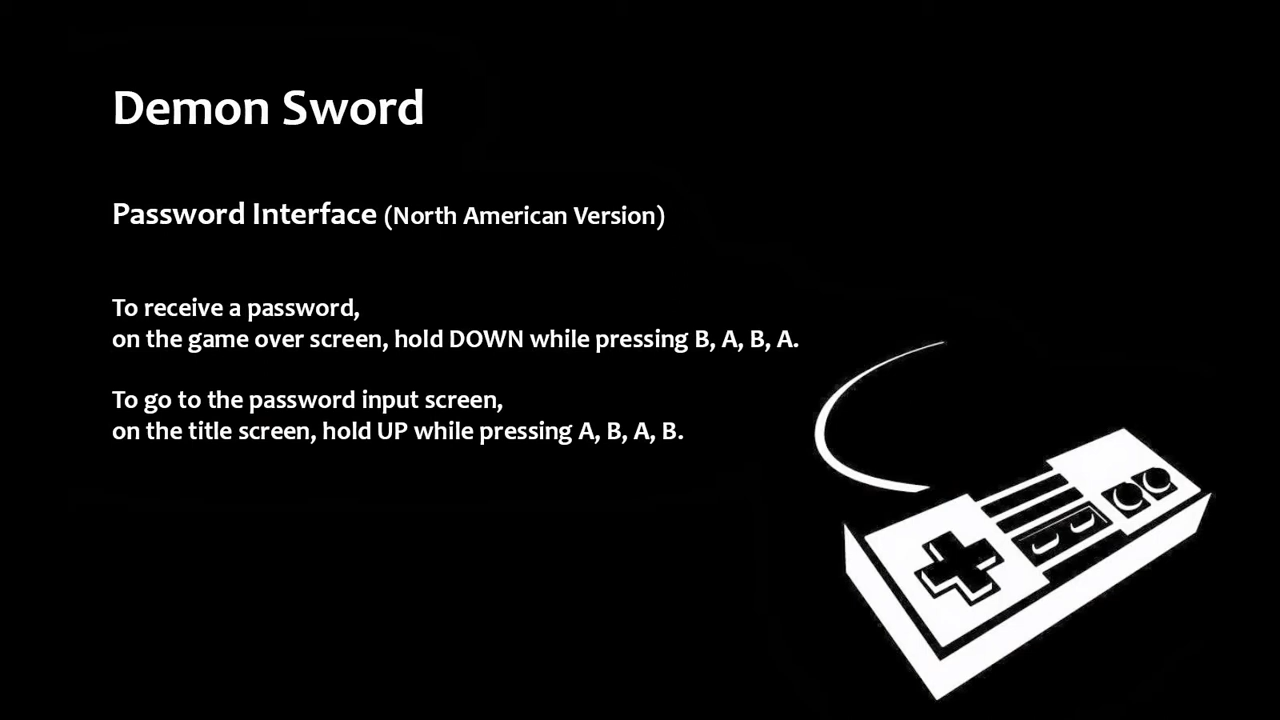 Demon Sword
Password Interface (North American Version)
To receive a password,
on the game over screen, hold DOWN while pressing B, A, B, A.
To go to the password input screen,
on the title screen, hold UP while pressing A, B, A, B.